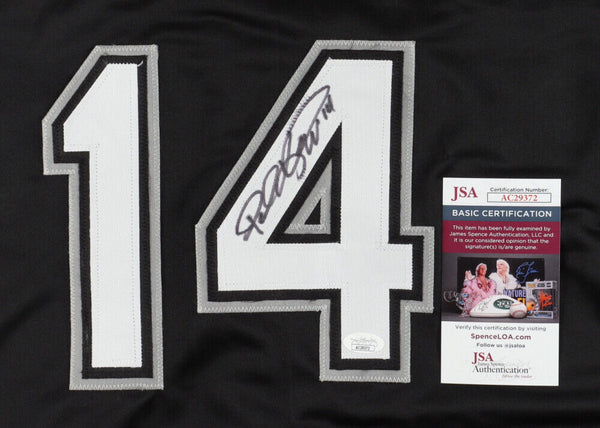 14
JSA
Certification Number:
AC29372
BASIC CERTIFICATION
This item has been fully examined by
James Spence Authentication, LLC and
it is our considered opinion that the
signature(s) is/are genuine.
Verify this certification by visiting
SpenceLOA.com
Follow us @jsaloa
JSA
James Spence
Authentication